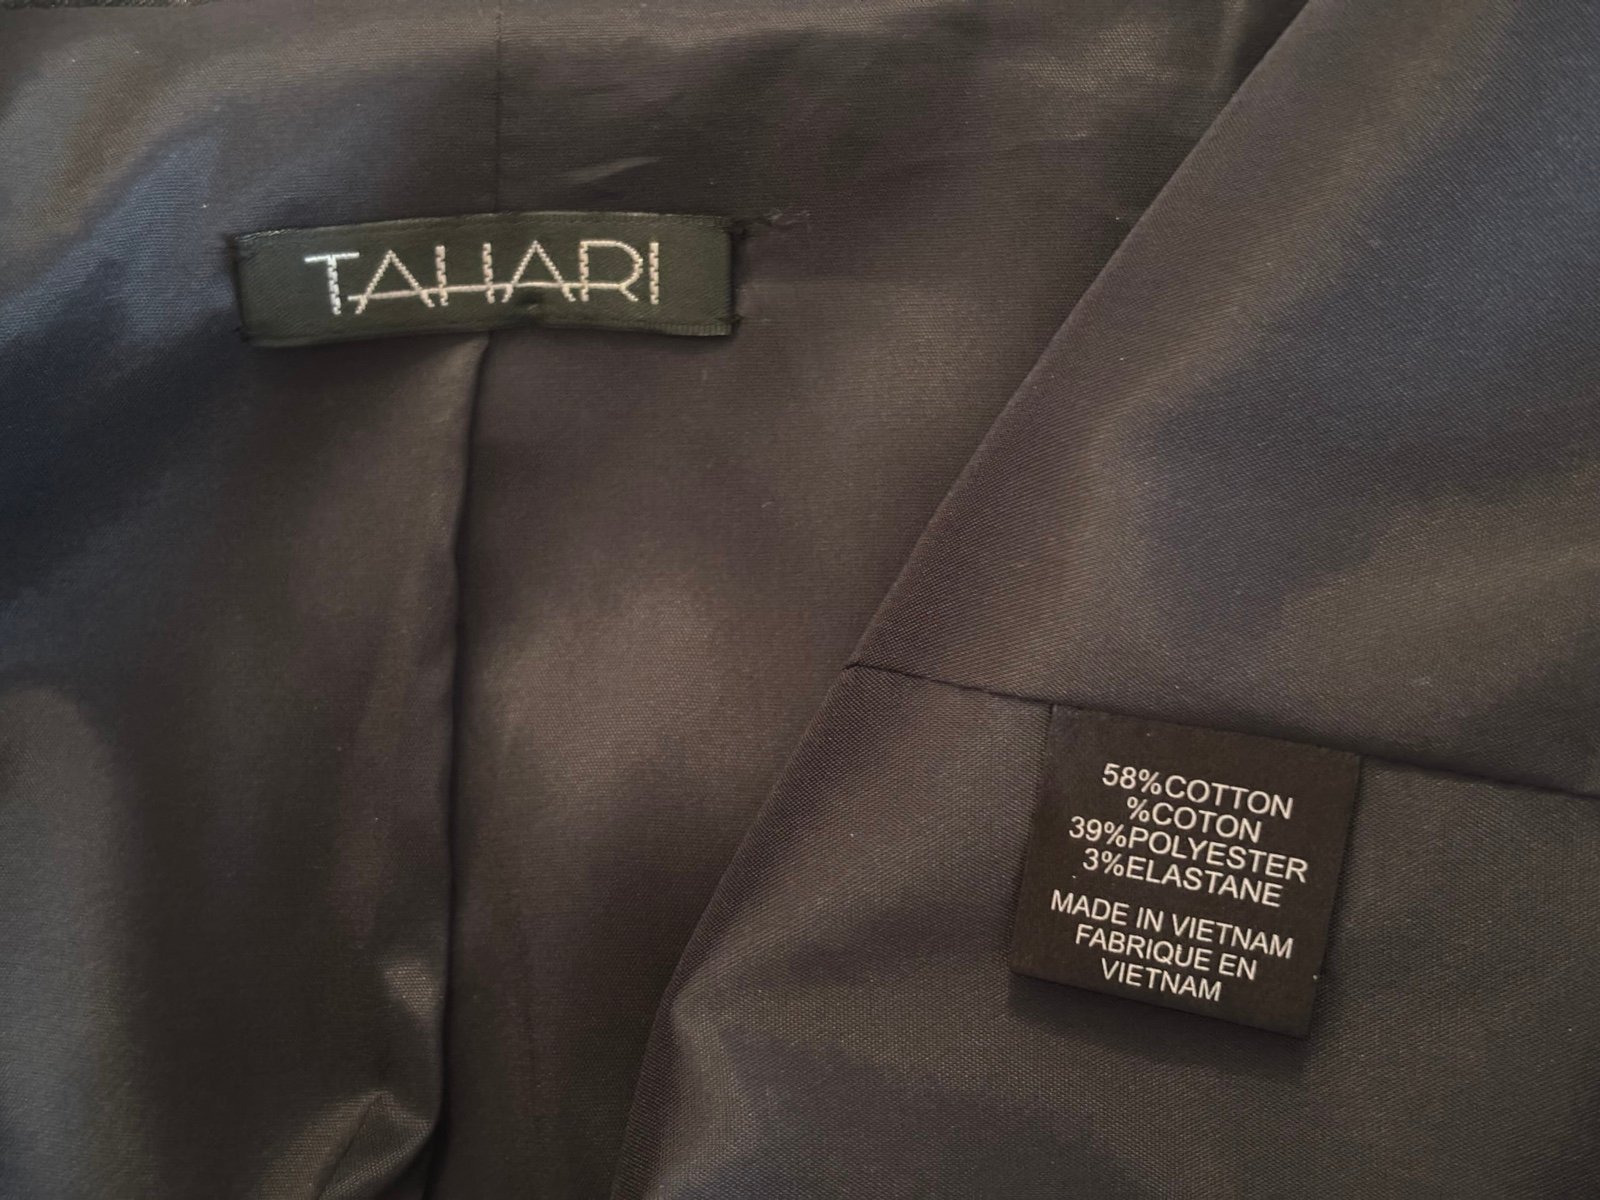 TAHARI
58%COTTON
%COTON
39%POLYESTER
3%ELASTANE
MADE IN VIETNAM
FABRIQUE EN
VIETNAM